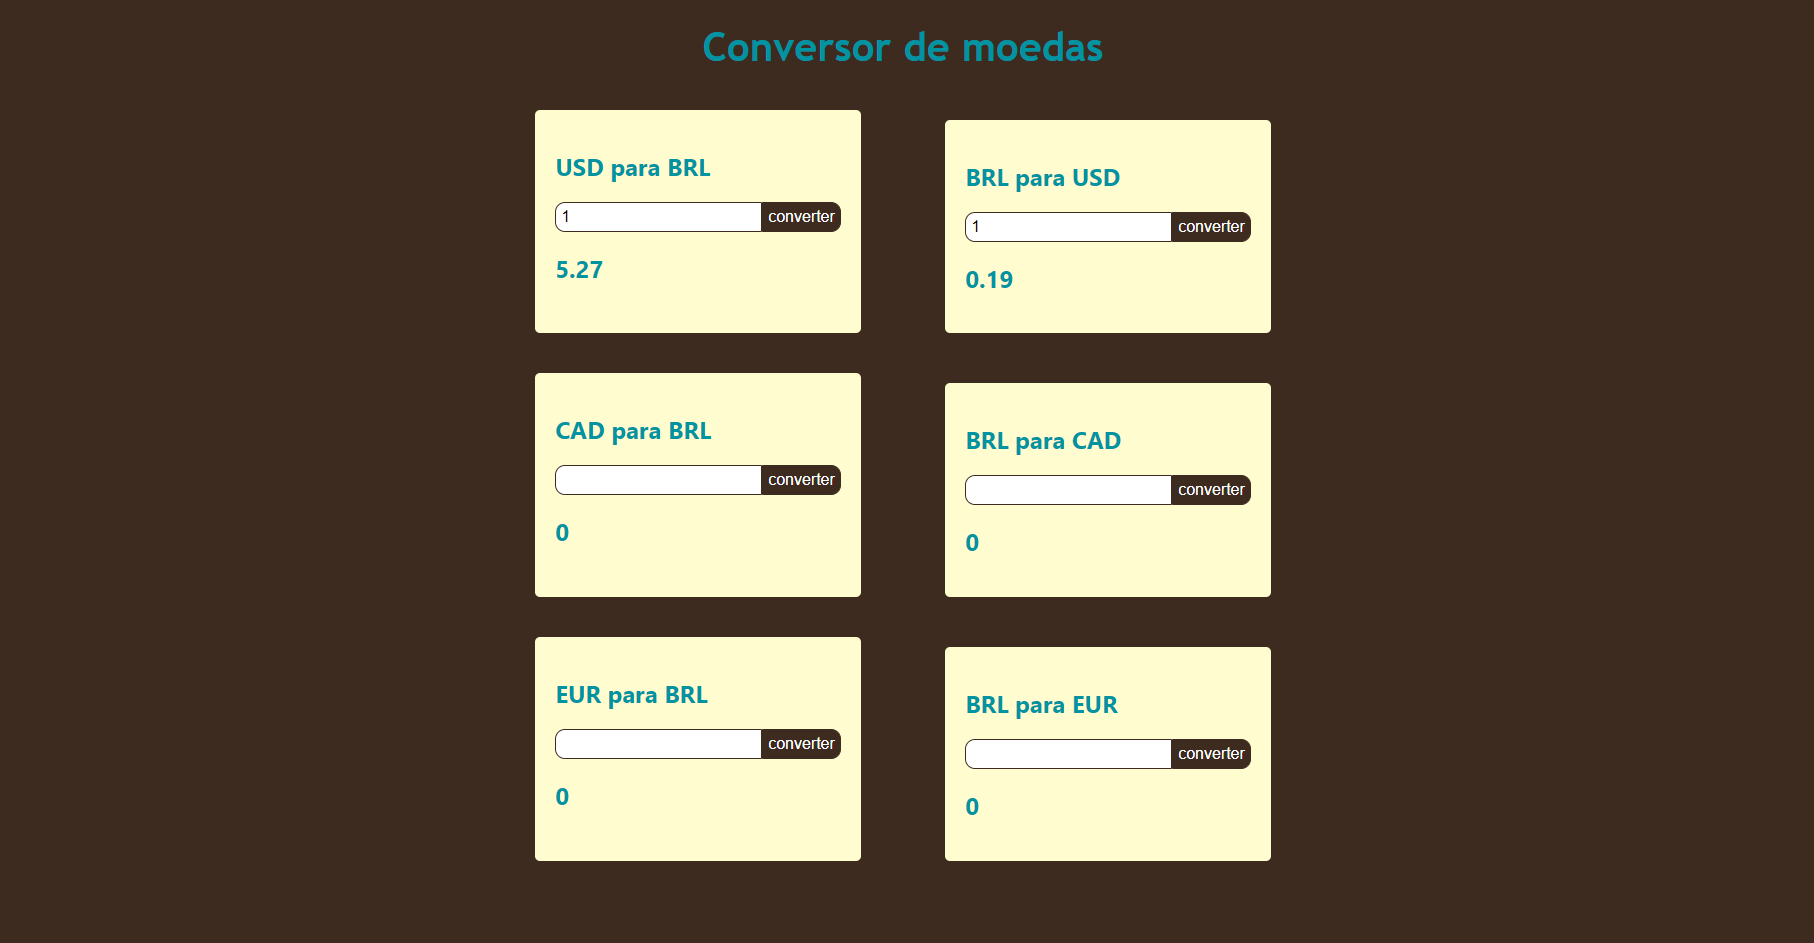 Conversor de moedas
USD para BRL
1
converter
5.27
BRL para USD
1
converter
0.19
CAD para BRL
converter
0
BRL para CAD
converter
0
EUR para BRL
converter
0
BRL para EUR
converter
0